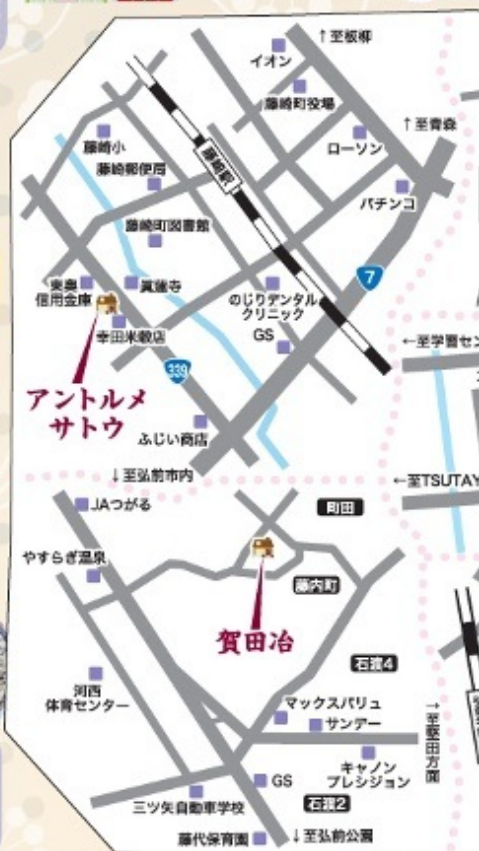 ↑至板柳
イオン
藤崎町役場
↑至青森
ローソン
藤崎小
藤崎郵便局
藤崎駅
パチンコ
藤崎町図書館
7
東奥
信用金庫
真蓮寺
のじりデンタル
クリニック
幸田米穀店
GS
←至学習セン
339
アントルメ
サトウ
ふじい商店
↓至弘前市内
←至TSUTAY
JAつがる
町田
やすらぎ温泉
藤内町
賀田冶
石渡4
河西
体育センター
マックスバリュ
サンデー
→至堅田方面
キャノン
プレシジョン
GS
三ツ矢自動車学校
石渡2
藤代保育園
↓至弘前公園